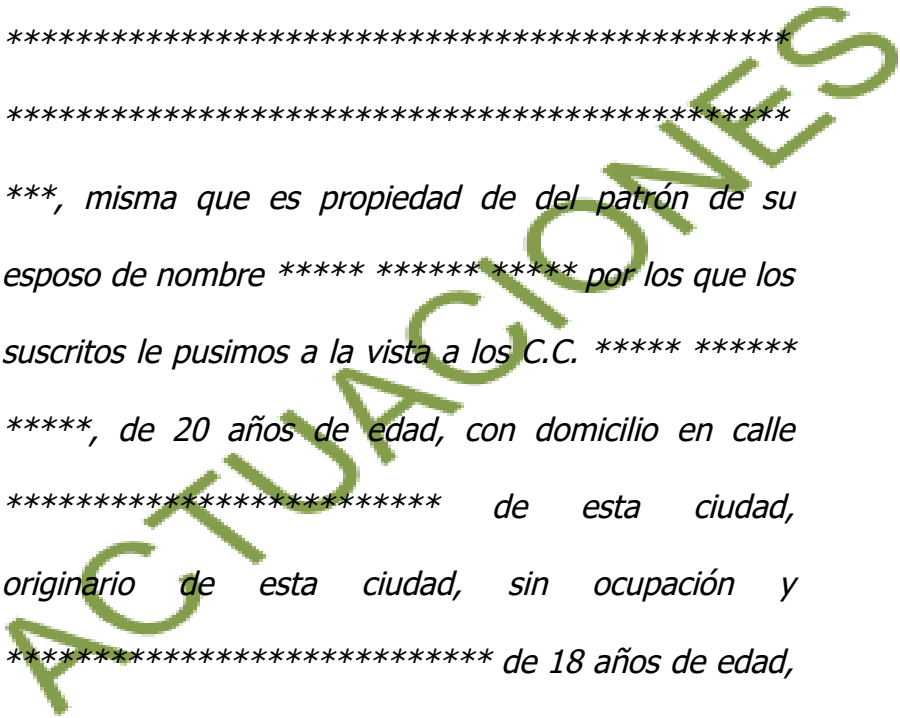 *********************************************
*********************************************
***, misma que es propiedad de del patrón de su
esposo de nombre ***** ****** ***** por los que los
suscritos le pusimos a la vista a los C.C. ***** ******
*****, de 20 años de edad, con domicilio en calle
************************* de esta ciudad,
originario de esta ciudad, sin ocupación y
**************************** de 18 años de edad,
ACTUACIONES